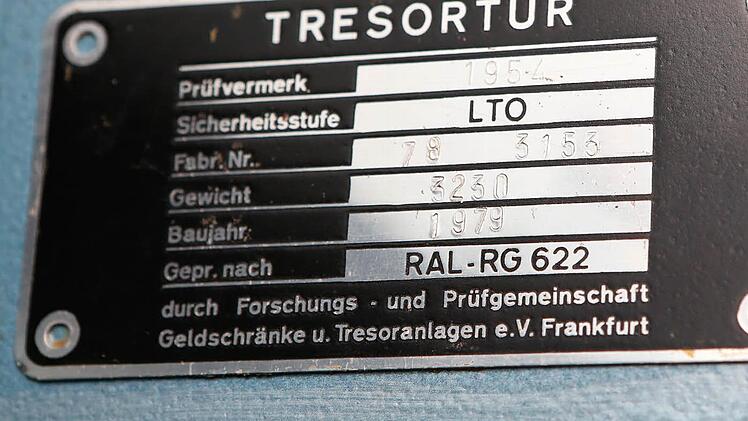 TRESORTÜR
Prüfvermerk 1954
Sicherheitsstufe LTO
Fabr. Nr. 78 3153
Gewicht 3230
Baujahr 1979
Gepr. nach RAL-RG 622
durch Forschungs - und Prüfgemeinschaft
Geldschränke u. Tresoranlagen e.V. Frankfurt